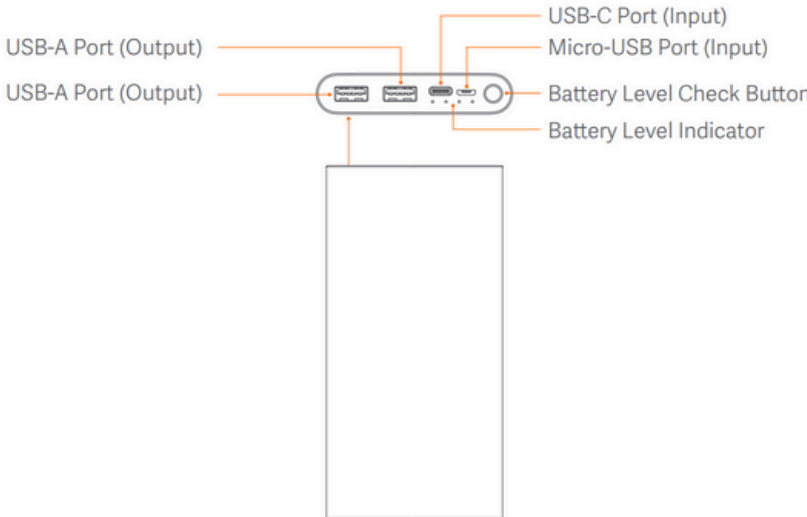 USB-C Port (Input)
USB-A Port (Output)
Micro-USB Port (Input)
USB-A Port (Output)
Battery Level Check Button
Battery Level Indicator